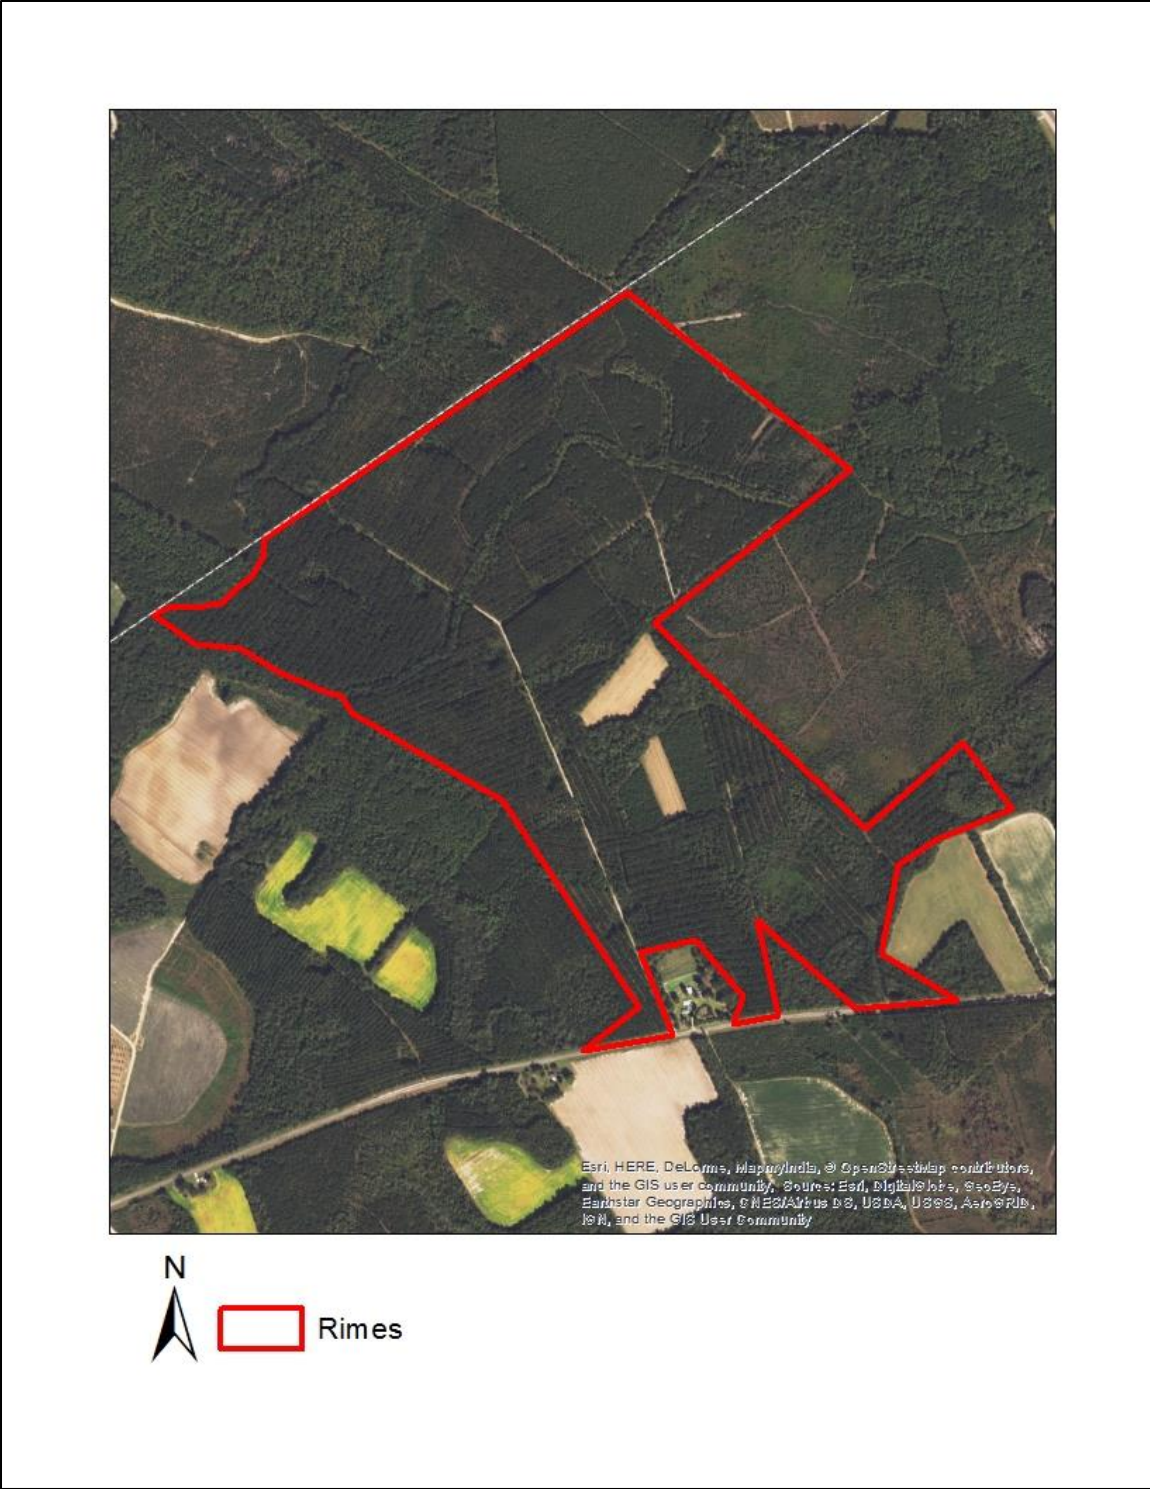 Esri, HERE, DeLorme, MapmyIndia, © OpenStreetMap contributors,
and the GIS user community, Source: Esri, DigitalGlobe, GeoEye,
Earthstar Geographics, CNES/Airbus DS, USDA, USGS, AeroGRID,
IGN, and the GIS User Community
N
Rimes